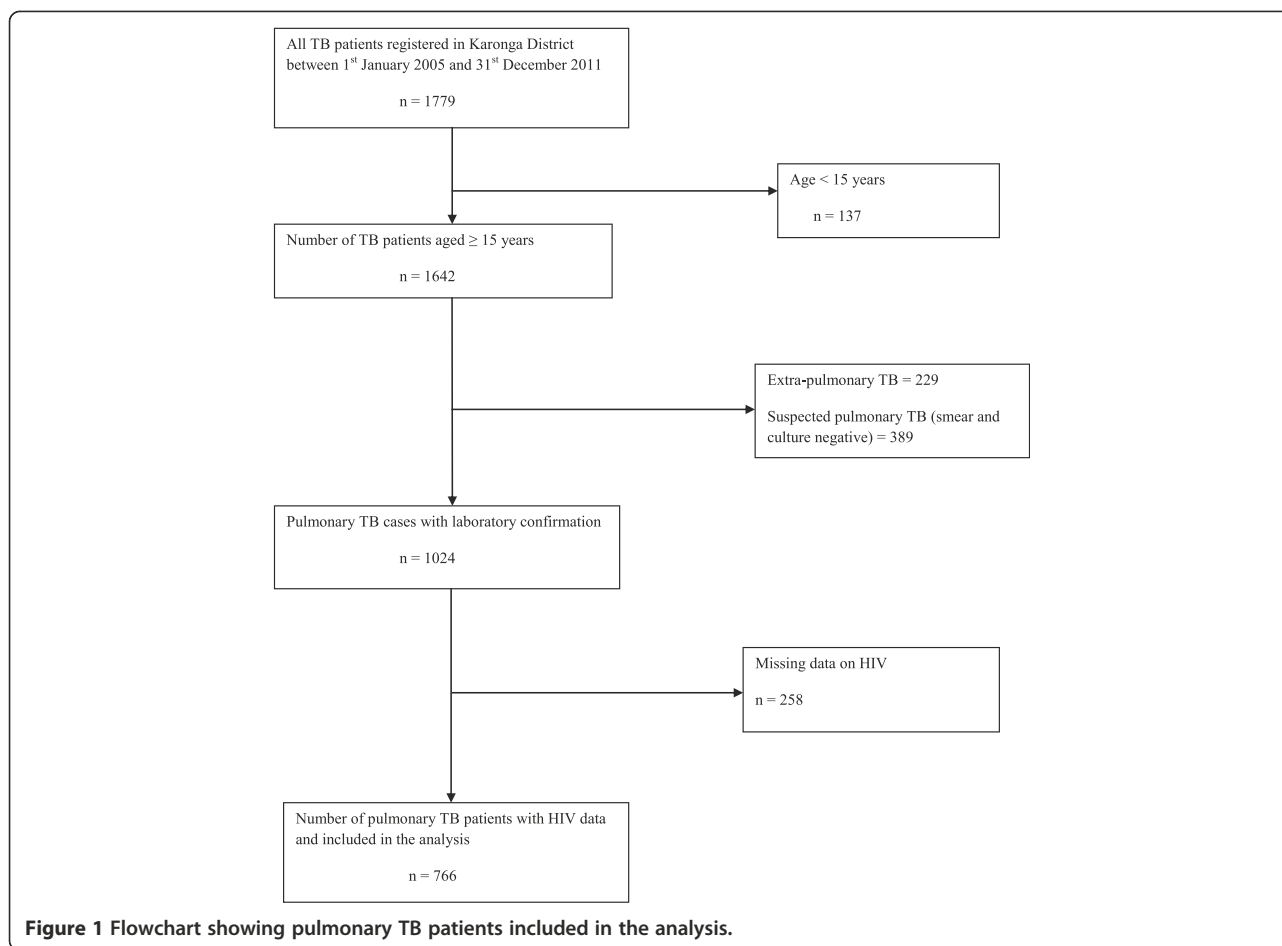 All TB patients registered in Karonga District
between 1st January 2005 and 31st December 2011
n = 1779
Age < 15 years
n = 137
Number of TB patients aged ≥ 15 years
n = 1642
Extra-pulmonary TB = 229
Suspected pulmonary TB (smear and
culture negative) = 389
Pulmonary TB cases with laboratory confirmation
n = 1024
Missing data on HIV
n = 258
Number of pulmonary TB patients with HIV data
and included in the analysis
n = 766
Figure 1 Flowchart showing pulmonary TB patients included in the analysis.